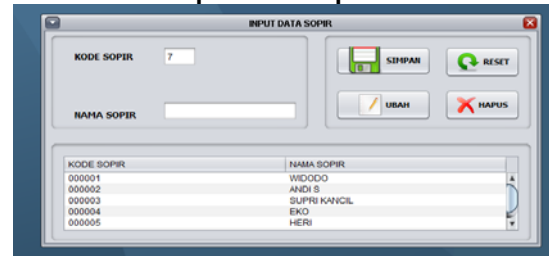 INPUT DATA SOPIR
KODE SOPIR 7
SIMPAN RESET
NAMA SOPIR
UBAH HAPUS
KODE SOPIR NAMA SOPIR
000001 WIDODO
000002 ANDI S
000003 SUPRI KANCIL
000004 EKO
000005 HERI